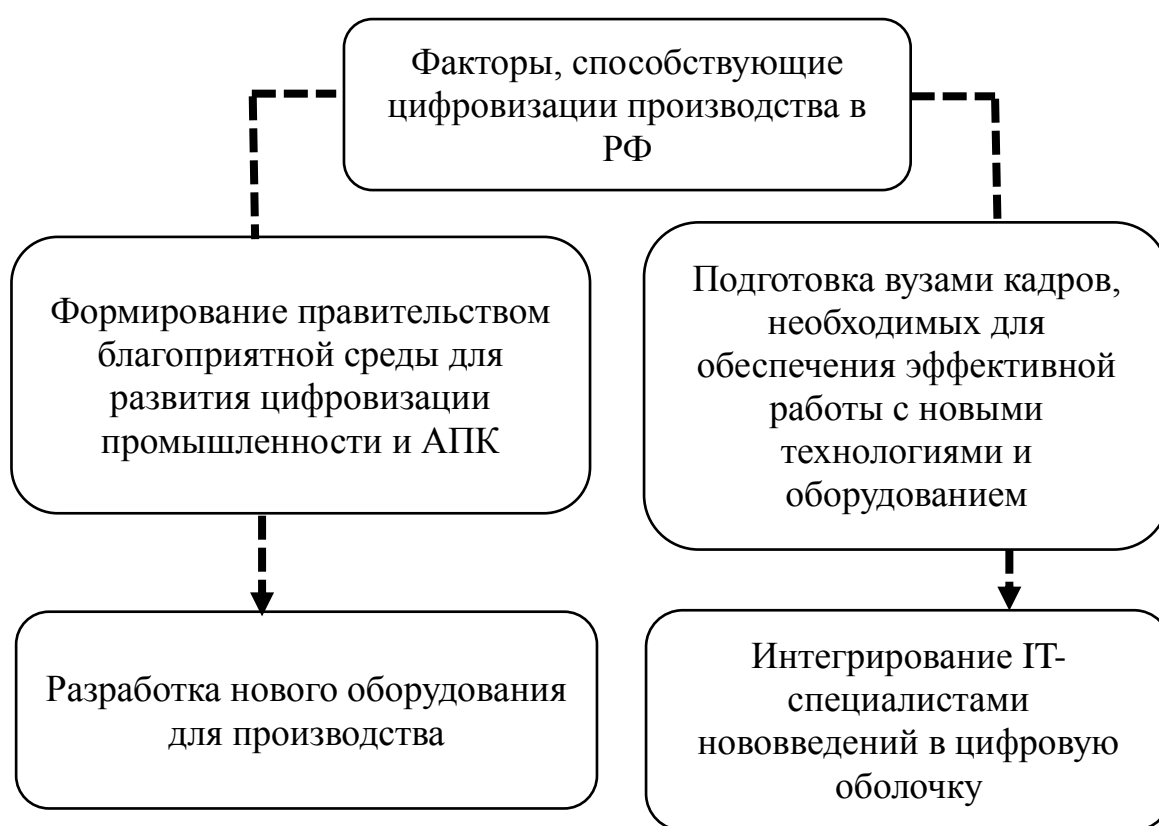 Факторы, способствующие
цифровизации производства в
РФ
Формирование правительством
благоприятной среды для
развития цифровизации
промышленности и АПК
Подготовка вузами кадров,
необходимых для
обеспечения эффективной
работы с новыми
технологиями и
оборудованием
Разработка нового оборудования
для производства
Интегрирование IT-
специалистами
нововведений в цифровую
оболочку